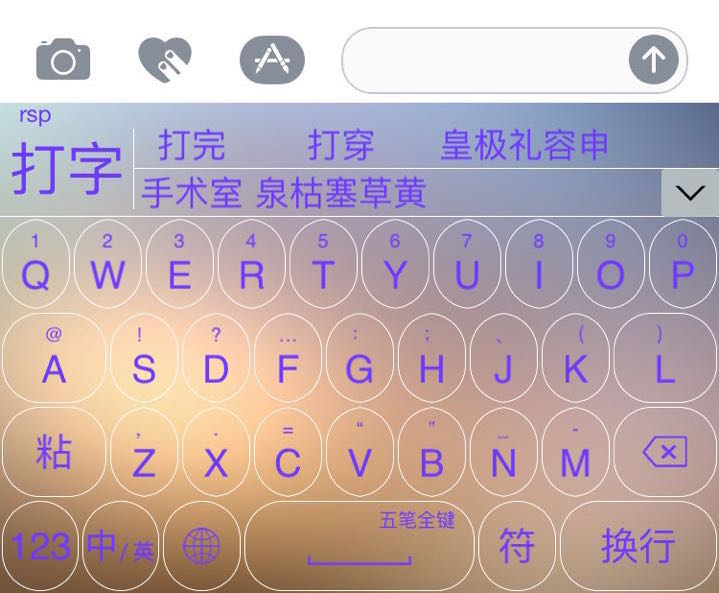 rsp
打字
打完 打穿 皇极礼容申
手术室 泉枯塞草黄
1 2 3 4 5 6 7 8 9 0
Q W E R T Y U I O P
@ ! ? … : ; 、 ( )
A S D F G H J K L
, . = “ ” _ -
粘 Z X C V B N M
五笔全键
123 中/英 符 换行